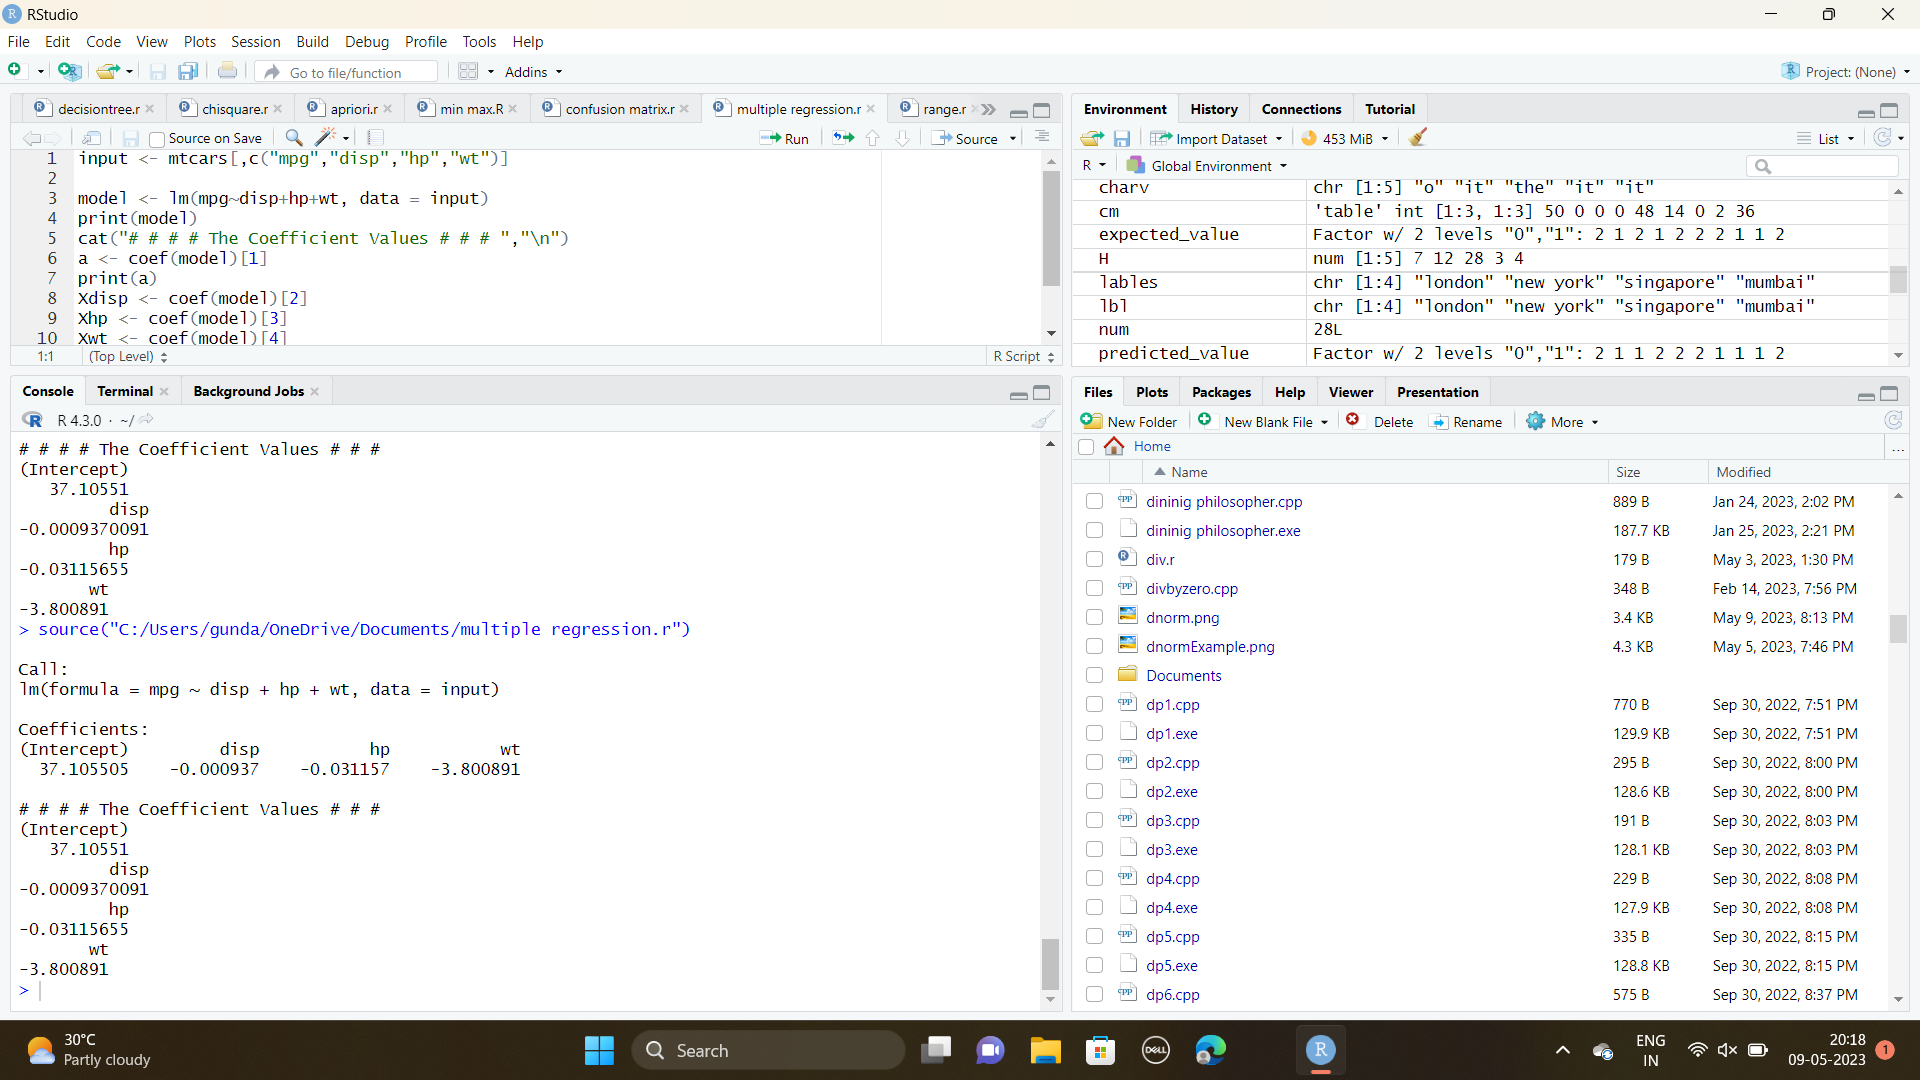 RStudio
File Edit Code View Plots Session Build Debug Profile Tools Help
Go to file/function Addins Project: (None)
decisiontree.r chisquare.r apriori.r min max.R confusion matrix.r multiple regression.r range.r
Source on Save Run Source
1 input <- mtcars[,c("mpg","disp","hp","wt")]
2
3 model <- lm(mpg~disp+hp+wt, data = input)
4 print(model)
5 cat("# # # # The Coefficient Values # # # ","\n")
6 a <- coef(model)[1]
7 print(a)
8 Xdisp <- coef(model)[2]
9 Xhp <- coef(model)[3]
10 Xwt <- coef(model)[4]
1:1 (Top Level) R Script
Console Terminal Background Jobs
R 4.3.0 · ~/
# # # # The Coefficient Values # # #
(Intercept)
37.10551
disp
-0.0009370091
hp
-0.03115655
wt
-3.800891
> source("C:/Users/gunda/OneDrive/Documents/multiple regression.r")
Call:
lm(formula = mpg ~ disp + hp + wt, data = input)
Coefficients:
(Intercept) disp hp wt
37.105505 -0.000937 -0.031157 -3.800891
# # # # The Coefficient Values # # #
(Intercept)
37.10551
disp
-0.0009370091
hp
-0.03115655
wt
-3.800891
>
Environment History Connections Tutorial
Import Dataset 453 MiB List
R Global Environment
charv chr [1:5] "o" "it" "the" "it" "it"
cm 'table' int [1:3, 1:3] 50 0 0 0 48 14 0 2 36
expected_value Factor w/ 2 levels "0","1": 2 1 2 1 2 2 2 1 1 2
H num [1:5] 7 12 28 3 4
lables chr [1:4] "london" "new york" "singapore" "mumbai"
lbl chr [1:4] "london" "new york" "singapore" "mumbai"
num 28L
predicted_value Factor w/ 2 levels "0","1": 2 1 1 2 2 2 1 1 1 2
Files Plots Packages Help Viewer Presentation
New Folder New Blank File Delete Rename More
Home ...
Name Size Modified
dininig philosopher.cpp 889 B Jan 24, 2023, 2:02 PM
dininig philosopher.exe 187.7 KB Jan 25, 2023, 2:21 PM
div.r 179 B May 3, 2023, 1:30 PM
divbyzero.cpp 348 B Feb 14, 2023, 7:56 PM
dnorm.png 3.4 KB May 9, 2023, 8:13 PM
dnormExample.png 4.3 KB May 5, 2023, 7:46 PM
Documents
dp1.cpp 770 B Sep 30, 2022, 7:51 PM
dp1.exe 129.9 KB Sep 30, 2022, 7:51 PM
dp2.cpp 295 B Sep 30, 2022, 8:00 PM
dp2.exe 128.6 KB Sep 30, 2022, 8:00 PM
dp3.cpp 191 B Sep 30, 2022, 8:03 PM
dp3.exe 128.1 KB Sep 30, 2022, 8:03 PM
dp4.cpp 229 B Sep 30, 2022, 8:08 PM
dp4.exe 127.9 KB Sep 30, 2022, 8:08 PM
dp5.cpp 335 B Sep 30, 2022, 8:15 PM
dp5.exe 128.8 KB Sep 30, 2022, 8:15 PM
dp6.cpp 575 B Sep 30, 2022, 8:37 PM
30°C
Partly cloudy
Search
DELL
R
ENG
IN
20:18
09-05-2023
1